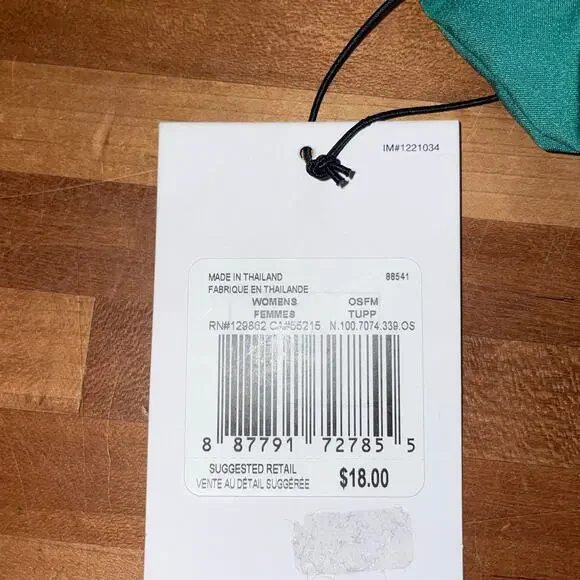 IM#1221034
MADE IN THAILAND 88541
FABRIQUE EN THAILANDE
WOMENS OSFM
FEMMES TUPP
RN#129862 CA#55215 N.100.7074.339.OS
8 87791 72785 5
SUGGESTED RETAIL
VENTE AU DÉTAIL SUGGÉRÉE $18.00